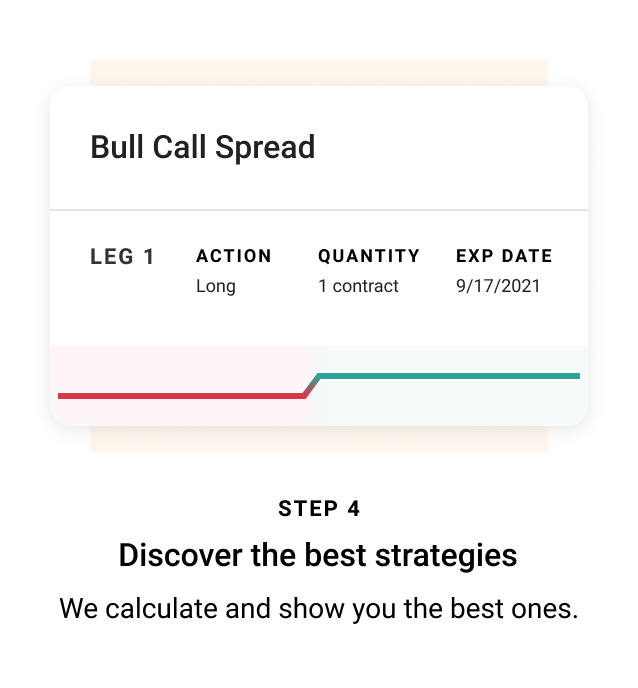 Bull Call Spread
LEG 1 ACTION QUANTITY EXP DATE
Long 1 contract 9/17/2021
STEP 4
Discover the best strategies
We calculate and show you the best ones.